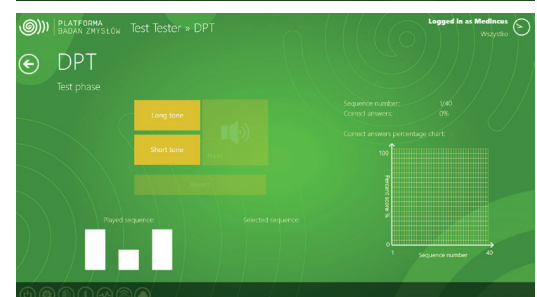 PLATFORMA
BADAŃ ZMYSŁÓW
Test Tester » DPT
Logged in as Medincus
Wszystko
DPT
Test phase
Long tone
Short tone
Sequence number: 1/40
Correct answers: 0%
Correct answers percentage chart:
100
Percent score %
0
1
Sequence number
40
Played sequence:
Selected sequence: